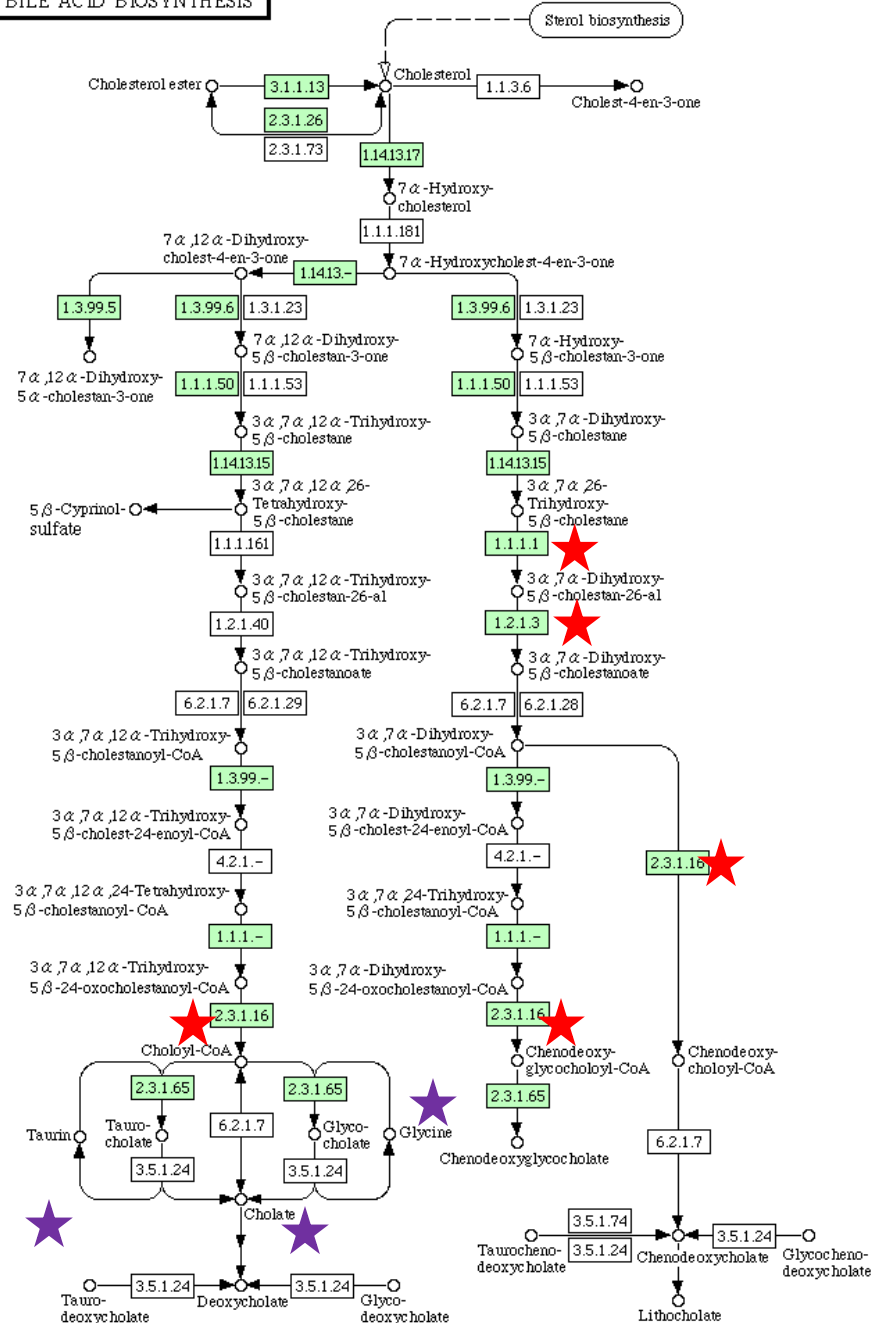 BILE ACID BIOSYNTHESIS
Sterol biosynthesis
Cholesterol ester
3.1.1.13
Cholesterol
1.1.3.6
Cholest-4-en-3-one
2.3.1.26
2.3.1.73
1.14.13.17
7α-Hydroxy-
cholesterol
1.1.1.181
7α,12α-Dihydroxy-
cholest-4-en-3-one
1.14.13.-
7α-Hydroxycholest-4-en-3-one
1.3.99.5
1.3.99.6
1.3.1.23
1.3.99.6
1.3.1.23
7α,12α-Dihydroxy-
5α-cholestan-3-one
7α,12α-Dihydroxy-
5β-cholestan-3-one
7α-Hydroxy-
5β-cholestan-3-one
1.1.1.50
1.1.1.53
1.1.1.50
1.1.1.53
3α,7α,12α-Trihydroxy-
5β-cholestane
3α,7α-Dihydroxy-
5β-cholestane
1.14.13.15
1.14.13.15
5β-Cyprinol-
sulfate
3α,7α,12α,26-
Tetrahydroxy-
5β-cholestane
3α,7α,26-
Trihydroxy-
5β-cholestane
1.1.1.161
1.1.1.1
3α,7α,12α-Trihydroxy-
5β-cholestan-26-al
3α,7α-Dihydroxy-
5β-cholestan-26-al
1.2.1.40
1.2.1.3
3α,7α,12α-Trihydroxy-
5β-cholestanoate
3α,7α-Dihydroxy-
5β-cholestanoate
6.2.1.7
6.2.1.29
6.2.1.7
6.2.1.28
3α,7α,12α-Trihydroxy-
5β-cholestanoyl-CoA
3α,7α-Dihydroxy-
5β-cholestanoyl-CoA
1.3.99.-
1.3.99.-
3α,7α,12α-Trihydroxy-
5β-cholest-24-enoyl-CoA
3α,7α-Dihydroxy-
5β-cholest-24-enoyl-CoA
4.2.1.-
4.2.1.-
2.3.1.16
3α,7α,12α,24-Tetrahydroxy-
5β-cholestanoyl-CoA
3α,7α,24-Trihydroxy-
5β-cholestanoyl-CoA
1.1.1.-
1.1.1.-
3α,7α,12α-Trihydroxy-
5β-24-oxocholestanoyl-CoA
3α,7α-Dihydroxy-
5β-24-oxocholestanoyl-CoA
2.3.1.16
2.3.1.16
Choloyl-CoA
Chenodeoxy-
glycocholoyl-CoA
Chenodeoxy-
choloyl-CoA
2.3.1.65
2.3.1.65
2.3.1.65
Taurin
Tauro-
cholate
6.2.1.7
Glyco-
cholate
Glycine
Chenodeoxyglycocholate
6.2.1.7
3.5.1.24
3.5.1.24
Cholate
3.5.1.74
3.5.1.24
3.5.1.24
Taurocheno-
deoxycholate
Chenodeoxycholate
Glycocheno-
deoxycholate
3.5.1.24
3.5.1.24
Tauro-
deoxycholate
Deoxycholate
Glyco-
deoxycholate
Lithocholate